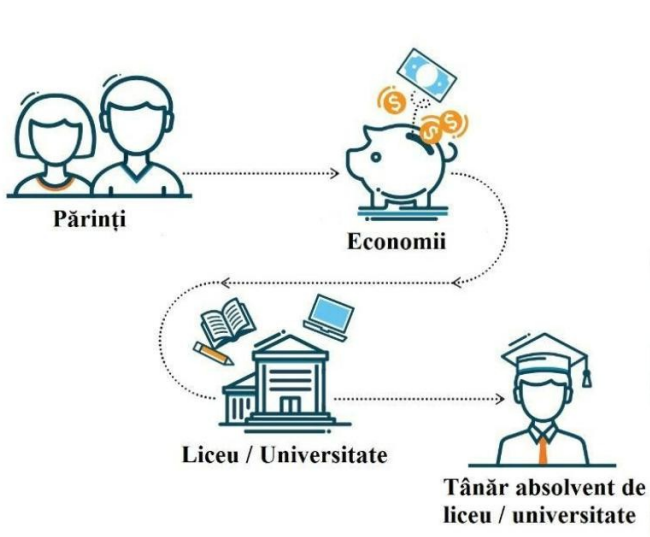 Părinți
Economii
Liceu / Universitate
Tânăr absolvent de
liceu / universitate